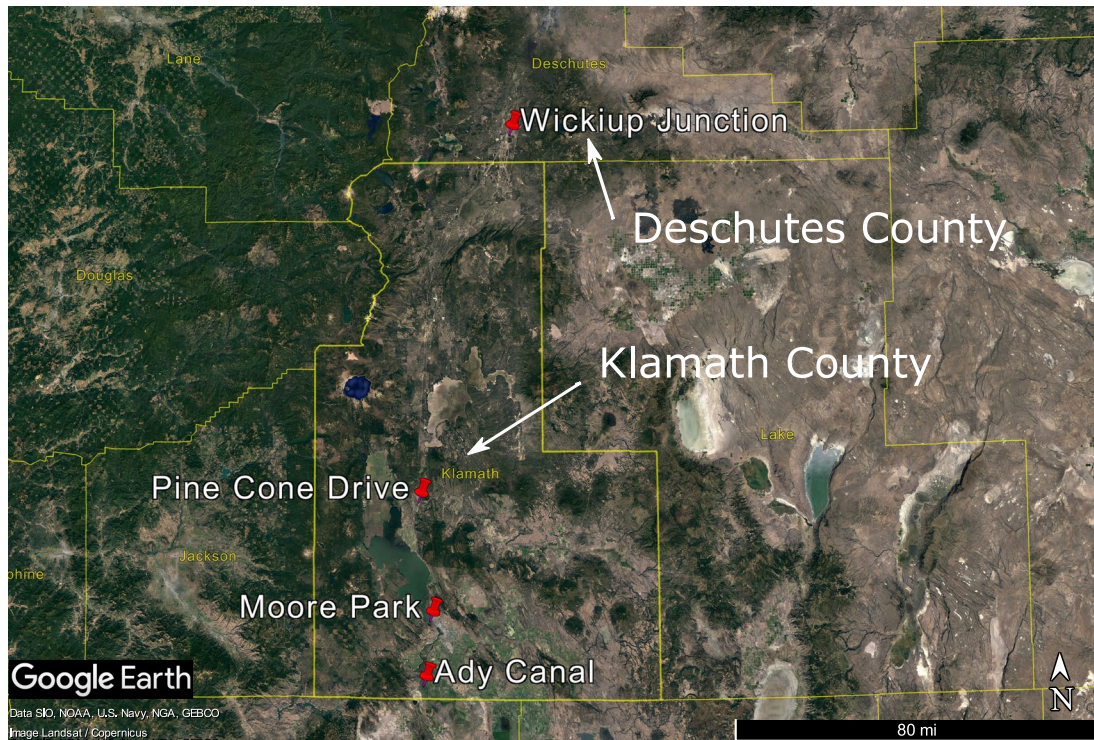 Lane
Deschutes
Wickiup Junction
Deschutes County
Douglas
Klamath County
Lake
Klamath
Pine Cone Drive
Jackson
phine
Moore Park
Ady Canal
Google Earth
N
Data SIO, NOAA, U.S. Navy, NGA, GEBCO
Image Landsat / Copernicus
80 mi